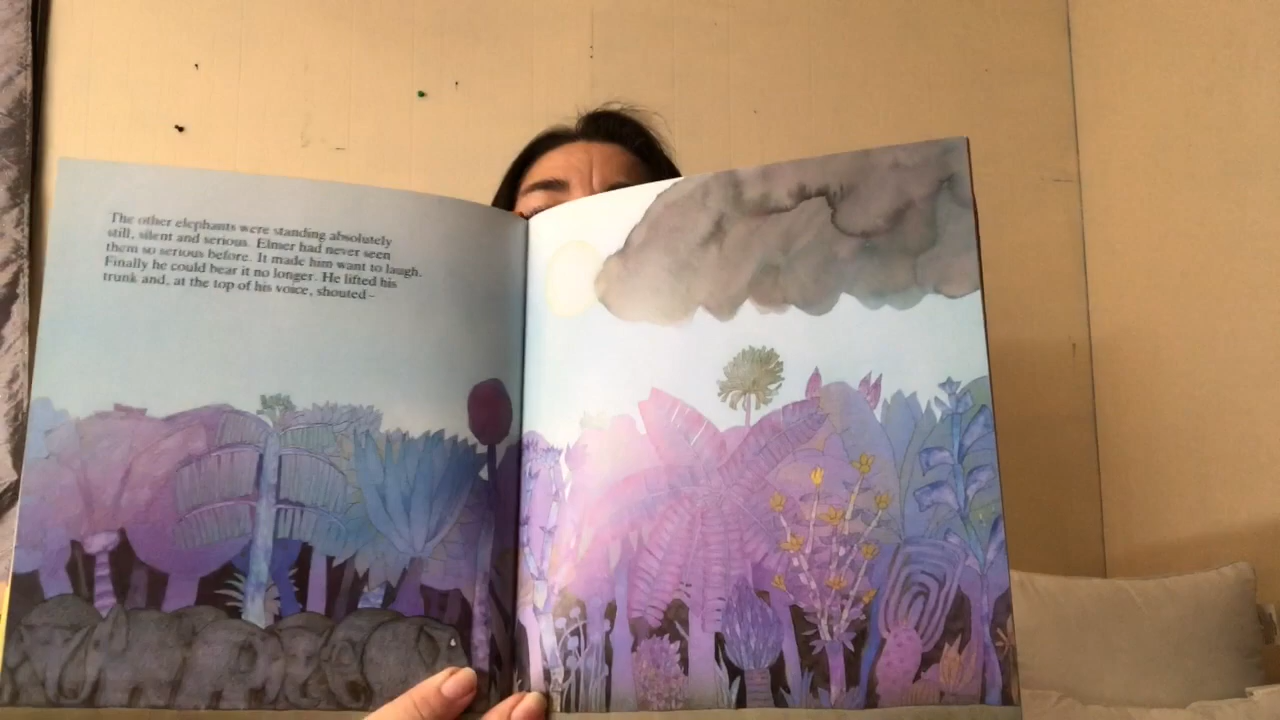 The other elephants were standing absolutely
still, silent and serious. Elmer had never seen
them so serious before. It made him want to laugh.
Finally he could bear it no longer. He lifted his
trunk and, at the top of his voice, shouted –